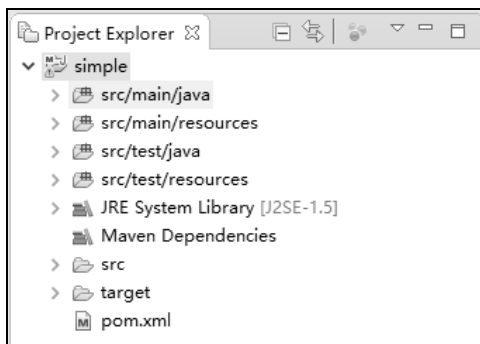 Project Explorer
simple
src/main/java
src/main/resources
src/test/java
src/test/resources
JRE System Library [J2SE-1.5]
Maven Dependencies
src
target
pom.xml